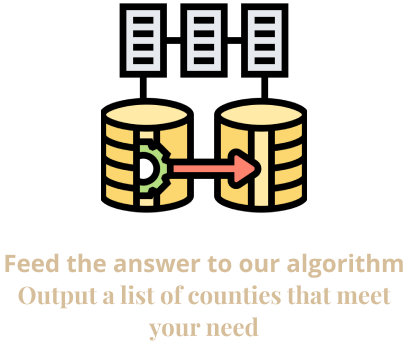 Feed the answer to our algorithm
Output a list of counties that meet
your need